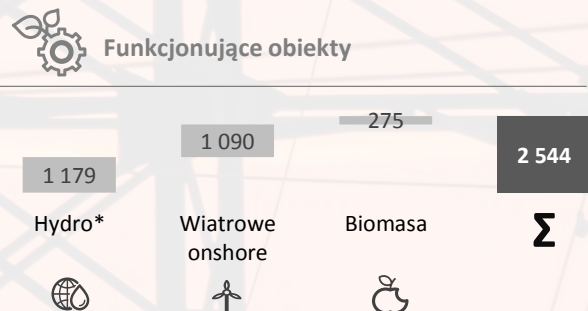 Funkcjonujące obiekty
275
1 090
2 544
1 179
Hydro*
Wiatrowe
onshore
Biomasa
Σ